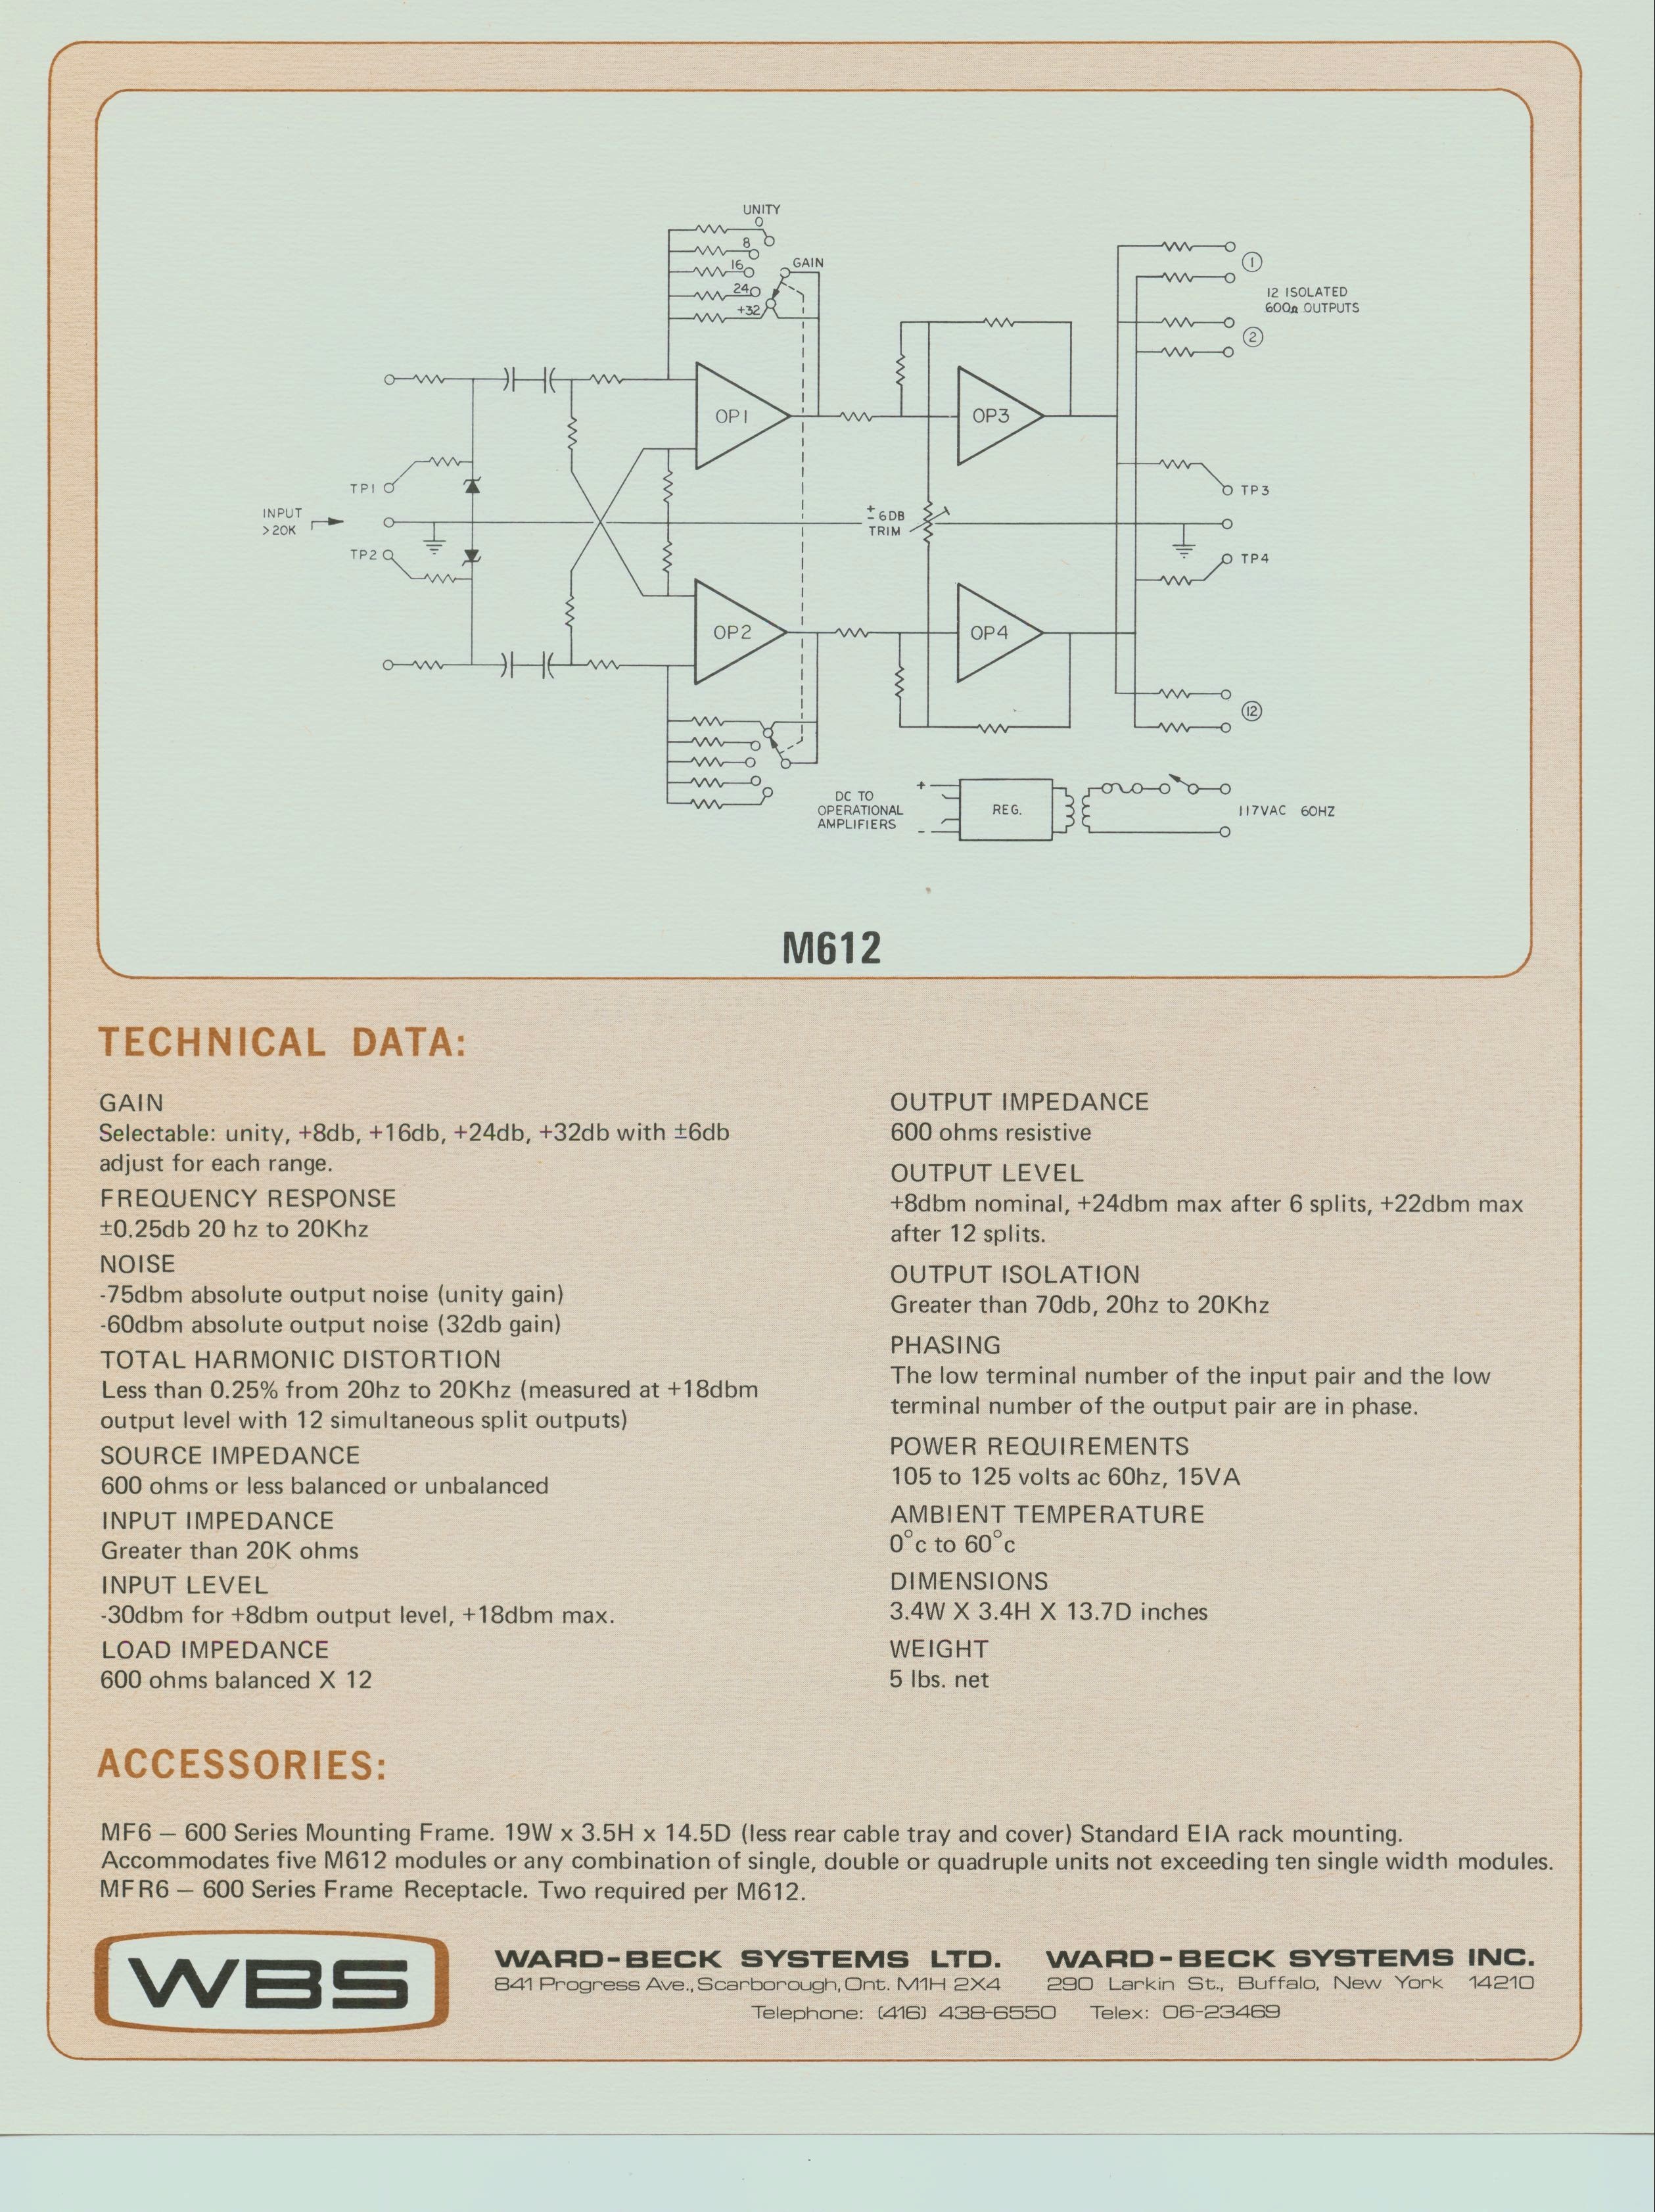 UNITY
0
8
16
24
+32
GAIN
1
12 ISOLATED
600Ω OUTPUTS
2
OP1
OP3
TP1
TP3
INPUT
>20K
± 6DB
TRIM
TP2
TP4
OP2
OP4
12
DC TO
OPERATIONAL
AMPLIFIERS
+
-
REG.
117VAC 60HZ
M612
TECHNICAL DATA:
GAIN
Selectable: unity, +8db, +16db, +24db, +32db with ±6db
adjust for each range.
FREQUENCY RESPONSE
±0.25db 20 hz to 20Khz
NOISE
-75dbm absolute output noise (unity gain)
-60dbm absolute output noise (32db gain)
TOTAL HARMONIC DISTORTION
Less than 0.25% from 20hz to 20Khz (measured at +18dbm
output level with 12 simultaneous split outputs)
SOURCE IMPEDANCE
600 ohms or less balanced or unbalanced
INPUT IMPEDANCE
Greater than 20K ohms
INPUT LEVEL
-30dbm for +8dbm output level, +18dbm max.
LOAD IMPEDANCE
600 ohms balanced X 12
OUTPUT IMPEDANCE
600 ohms resistive
OUTPUT LEVEL
+8dbm nominal, +24dbm max after 6 splits, +22dbm max
after 12 splits.
OUTPUT ISOLATION
Greater than 70db, 20hz to 20Khz
PHASING
The low terminal number of the input pair and the low
terminal number of the output pair are in phase.
POWER REQUIREMENTS
105 to 125 volts ac 60hz, 15VA
AMBIENT TEMPERATURE
0°c to 60°c
DIMENSIONS
3.4W X 3.4H X 13.7D inches
WEIGHT
5 lbs. net
ACCESSORIES:
MF6 – 600 Series Mounting Frame. 19W x 3.5H x 14.5D (less rear cable tray and cover) Standard EIA rack mounting.
Accommodates five M612 modules or any combination of single, double or quadruple units not exceeding ten single width modules.
MFR6 – 600 Series Frame Receptacle. Two required per M612.
WBS
WARD-BECK SYSTEMS LTD. WARD-BECK SYSTEMS INC.
841 Progress Ave., Scarborough, Ont. M1H 2X4 290 Larkin St., Buffalo, New York 14210
Telephone: (416) 438-6550 Telex: 06-23469